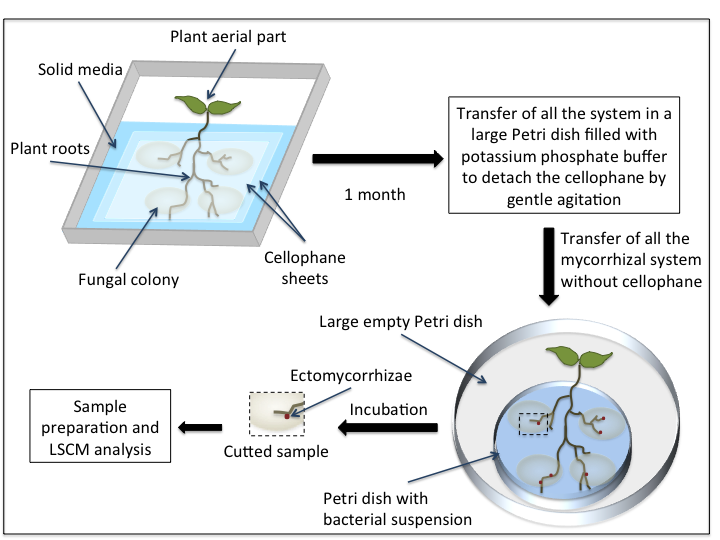 Plant aerial part
Solid media
Plant roots
Fungal colony
Cellophane
sheets
1 month
Transfer of all the system in a
large Petri dish filled with
potassium phosphate buffer
to detach the cellophane by
gentle agitation
Transfer of all the
mycorrhizal system
without cellophane
Large empty Petri dish
Petri dish with
bacterial suspension
Incubation
Ectomycorrhizae
Cutted sample
Sample
preparation and
LSCM analysis